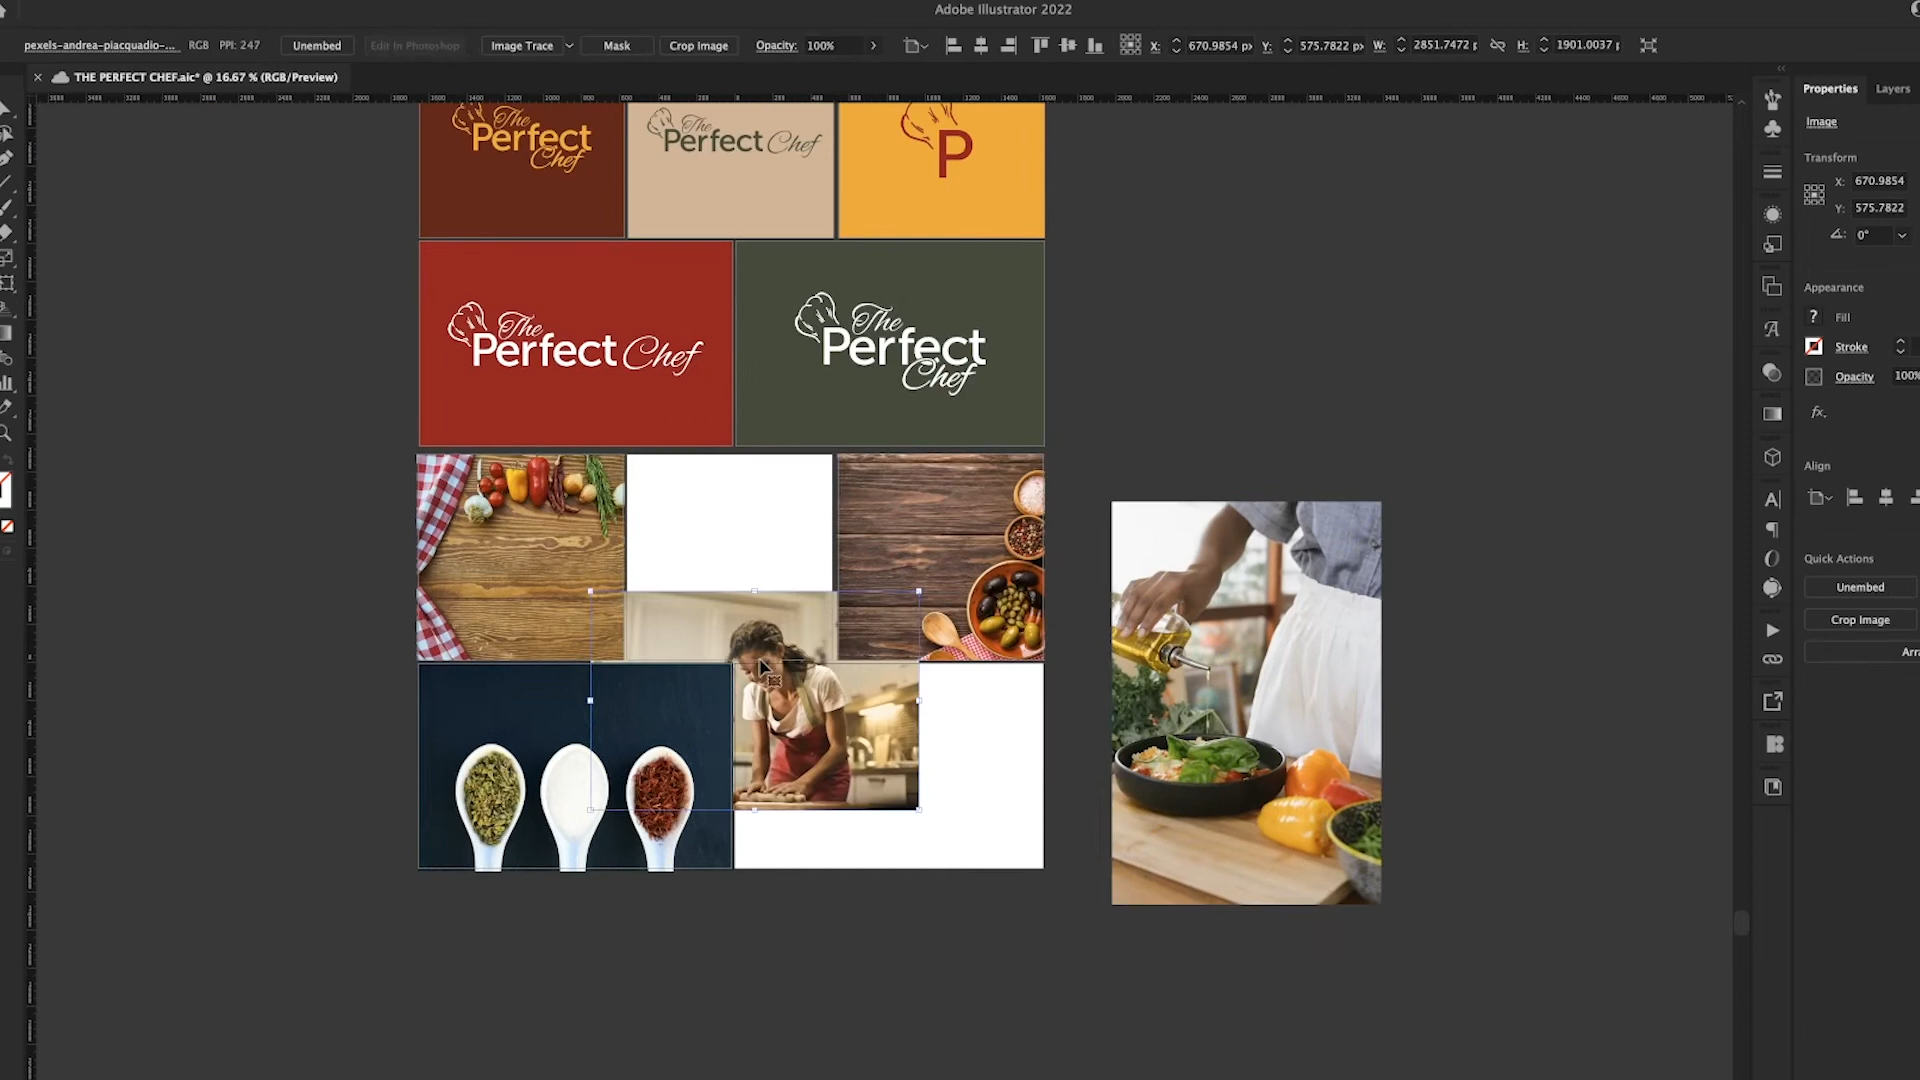 Adobe Illustrator 2022
pexels-andrea-piacquadio-... RGB PPI: 247 Unembed Edit In Photoshop Image Trace Mask Crop Image Opacity: 100% X: 670.9854 px Y: 575.7822 px W: 2851.7472 H: 1901.0037
THE PERFECT CHEF.aic* @ 16.67 % (RGB/Preview)
Properties Layers
Image
Transform
X: 670.9854
Y: 575.7822
0°
Appearance
? Fill
Stroke
Opacity 100%
fx.
Align
Quick Actions
Unembed
Crop Image
Arra
The
Perfect
Chef
The
Perfect Chef
P
The
Perfect Chef
The
Perfect
Chef